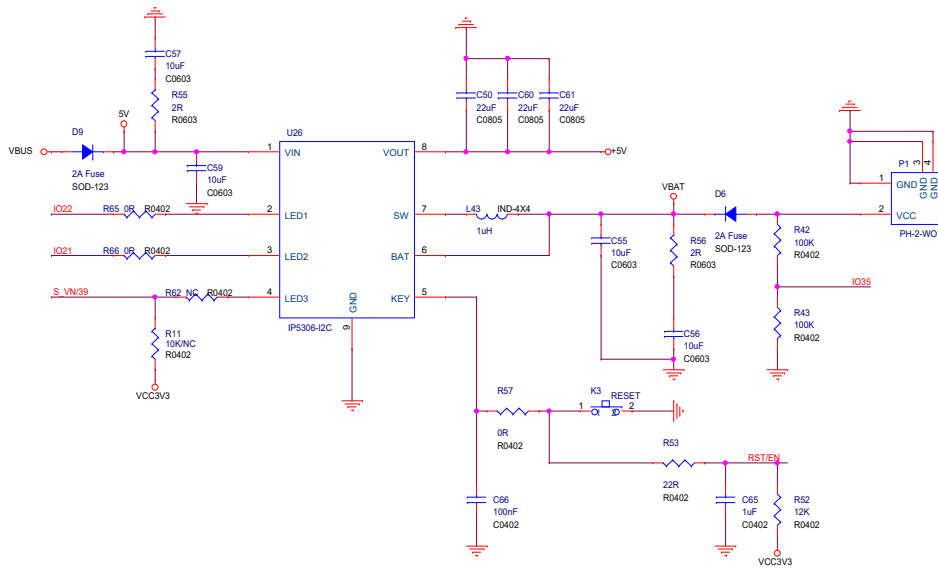 C57
10uF
C0603
R55
2R
R0603
5V
D9
VBUS
2A Fuse
SOD-123
C59
10uF
C0603
IO22
R65 0R R0402
IO21
R66 0R R0402
S_VN/39
R62 NC R0402
R11
10K/NC
R0402
VCC3V3
U26
1 VIN VOUT 8
2 LED1 SW 7
3 LED2 BAT 6
4 LED3 KEY 5
GND
9
IP5306-I2C
C50
22uF
C0805
C60
22uF
C0805
C61
22uF
C0805
+5V
L43 IND-4X4
1uH
VBAT
D6
2A Fuse
SOD-123
C55
10uF
C0603
R56
2R
R0603
C56
10uF
C0603
R42
100K
R0402
IO35
R43
100K
R0402
P1
3
4
GND
GND
1 GND
2 VCC
PH-2-WO
R57
0R
R0402
K3
RESET
1 2
R53
22R
R0402
RST/EN
C66
100nF
C0402
C65
1uF
C0402
R52
12K
R0402
VCC3V3